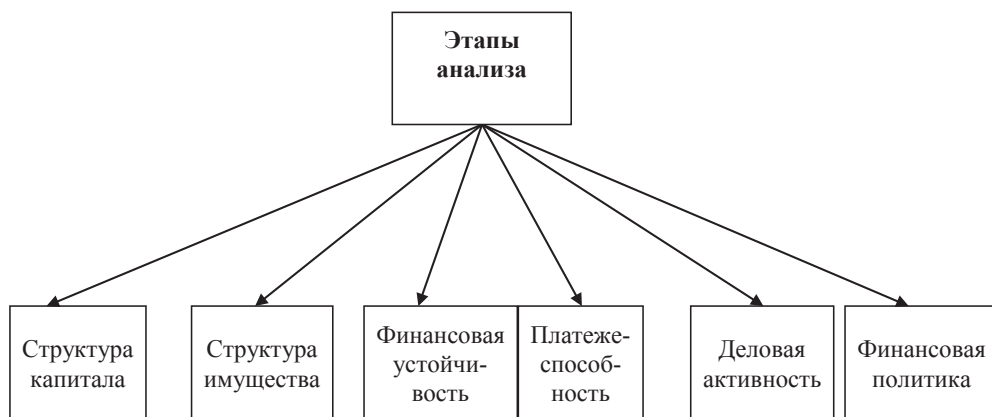 Этапы
анализа
Структура
капитала
Структура
имущества
Финансовая
устойчи-
вость
Платеже-
способ-
ность
Деловая
активность
Финансовая
политика